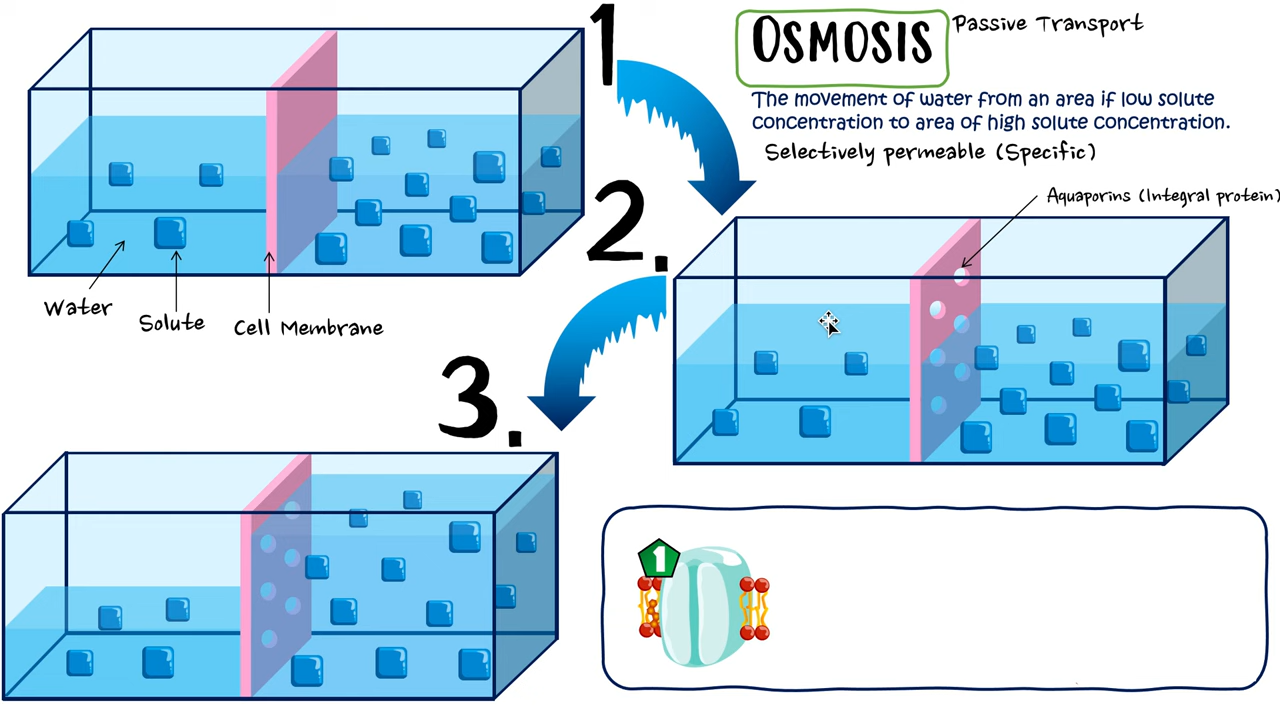 1
OSMOSIS
Passive Transport
The movement of water from an area if low solute
concentration to area of high solute concentration.
Selectively permeable (Specific)
2.
Aquaporins (Integral protein)
Water
Solute
Cell Membrane
3.
1